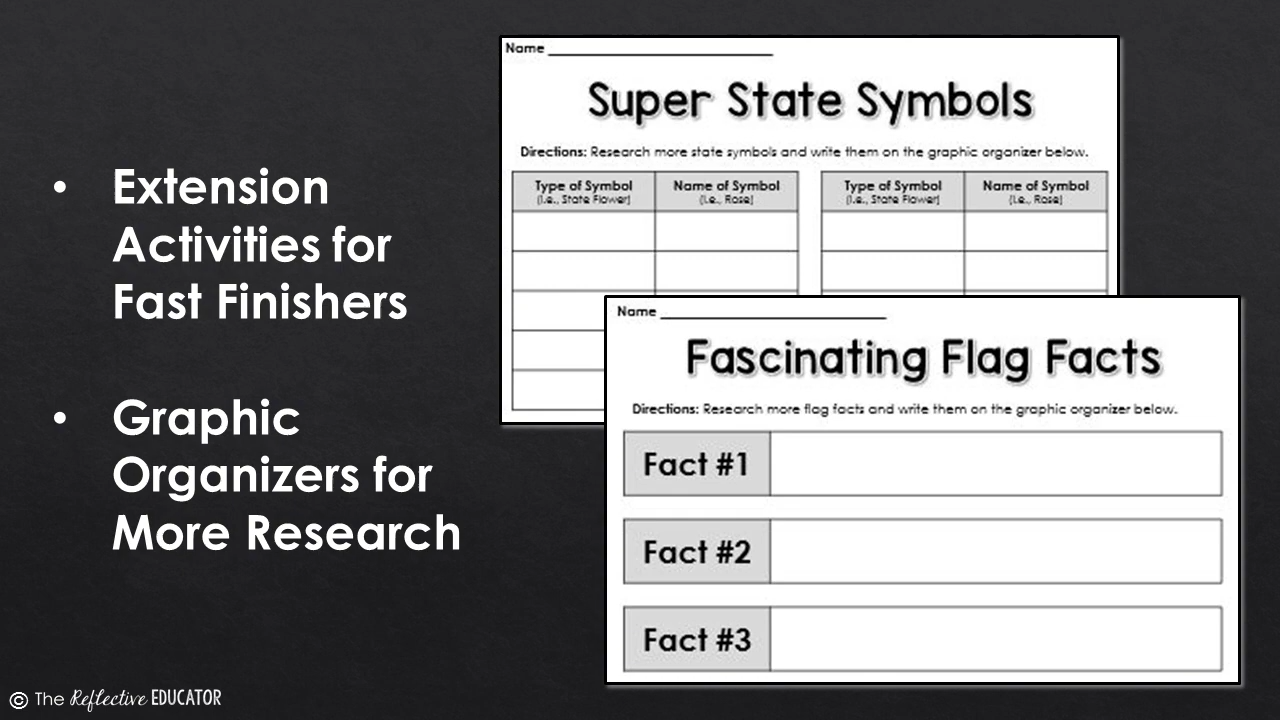 • Extension
Activities for
Fast Finishers
• Graphic
Organizers for
More Research
Name
Super State Symbols
Directions: Research more state symbols and write them on the graphic organizer below.
Type of Symbol Name of Symbol Type of Symbol Name of Symbol
(i.e., State Flower) (i.e., Rose) (i.e., State Flower) (i.e., Rose)
Name
Fascinating Flag Facts
Directions: Research more flag facts and write them on the graphic organizer below.
Fact #1
Fact #2
Fact #3
© The Reflective EDUCATOR